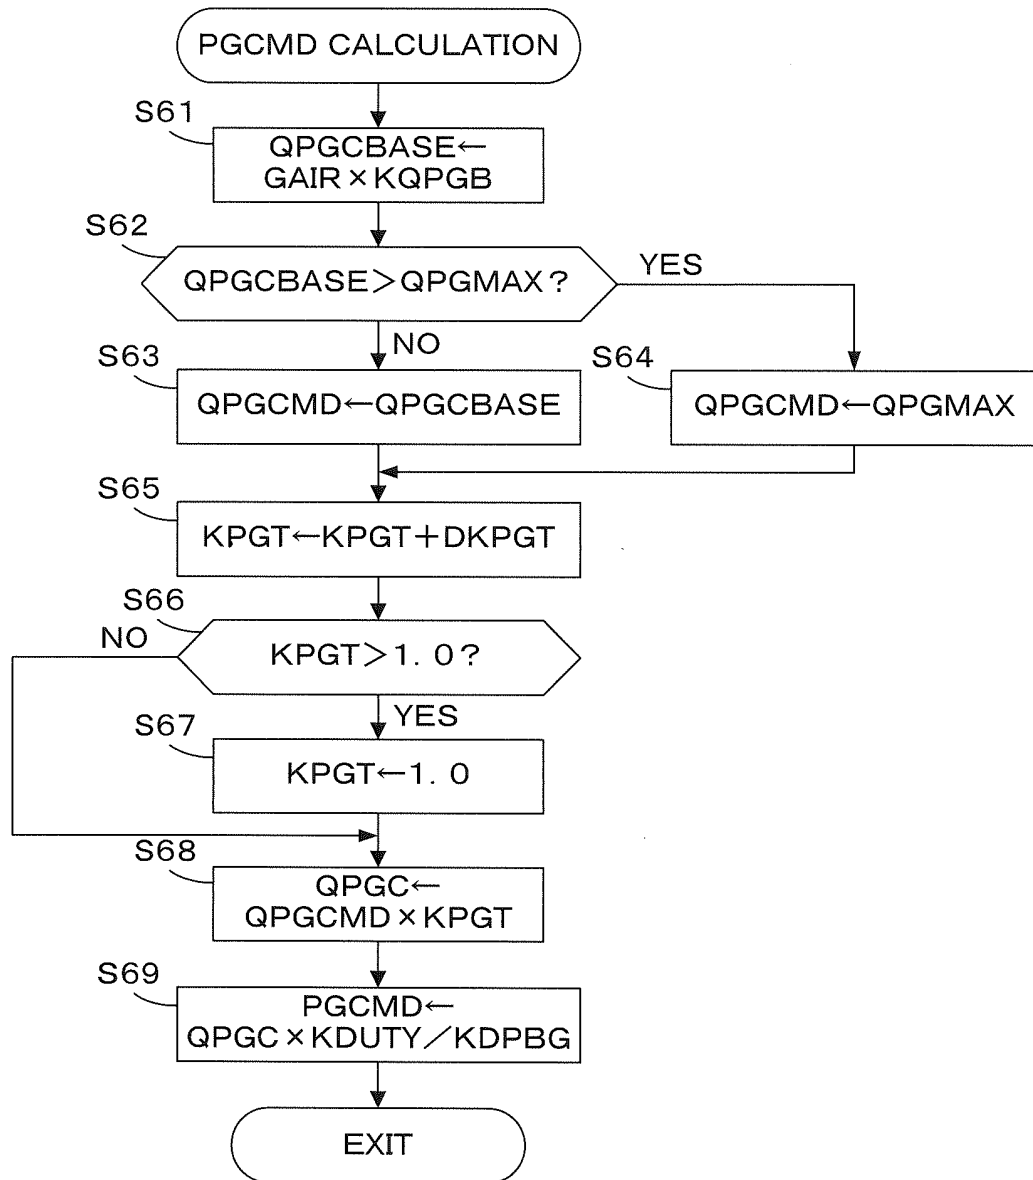 PGCMD CALCULATION
S61
QPGCBASE←
GAIR×KQPGB
S62
QPGCBASE>QPGMAX?
YES
NO
S63
QPGCMD←QPGCBASE
S64
QPGCMD←QPGMAX
S65
KPGT←KPGT+DKPGT
S66
NO
KPGT>1.0?
YES
S67
KPGT←1.0
S68
QPGC←
QPGCMD×KPGT
S69
PGCMD←
QPGC×KDUTY/KDPBG
EXIT